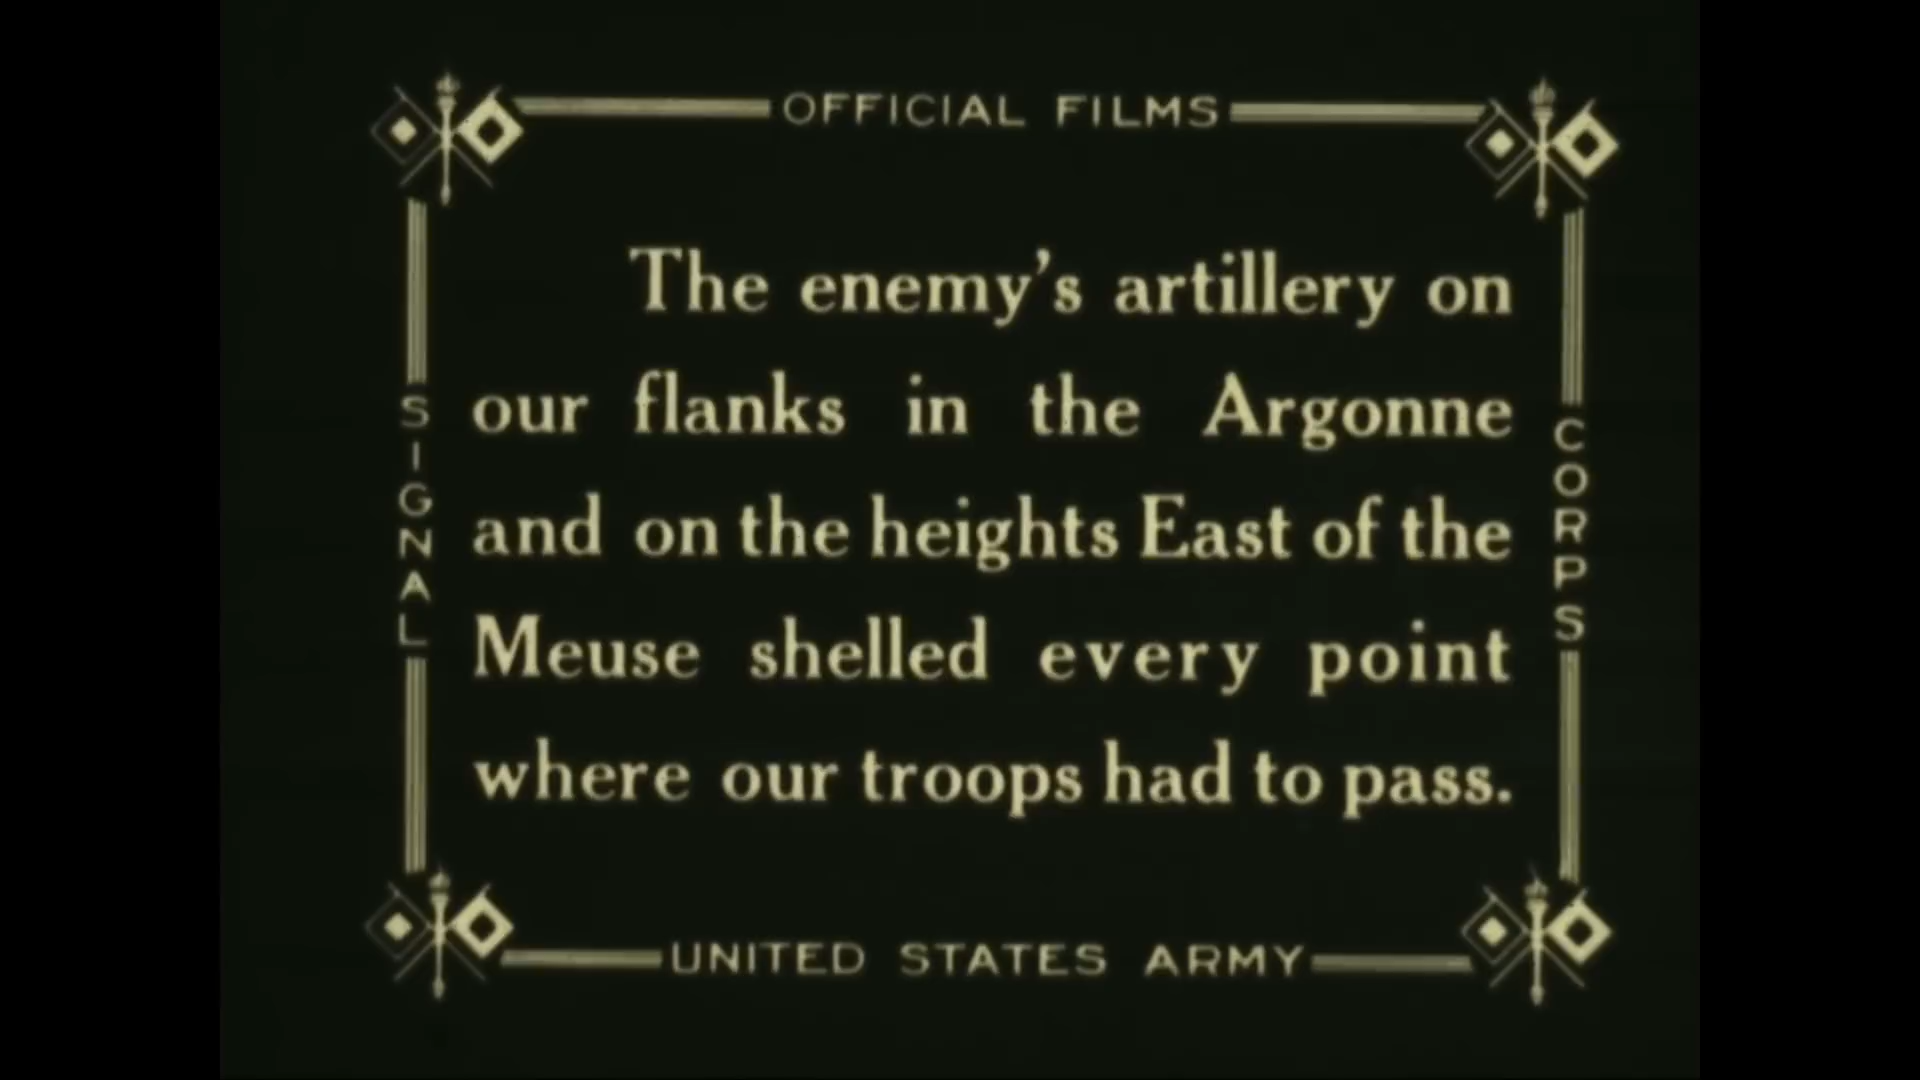 OFFICIAL FILMS
The enemy's artillery on
our flanks in the Argonne
and on the heights East of the
Meuse shelled every point
where our troops had to pass.
SIGNAL
CORPS
UNITED STATES ARMY